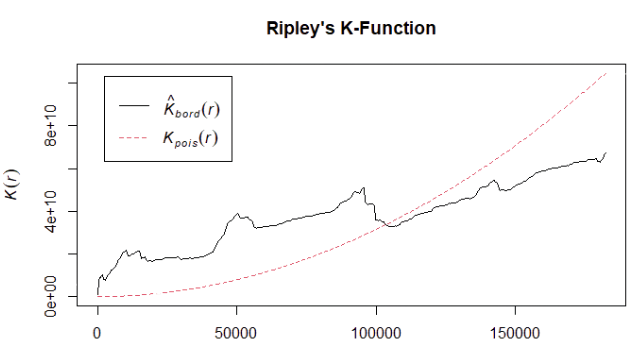 Ripley's K-Function
K̂bord(r)
Kpois(r)
K(r)
8e+10
4e+10
0e+00
0 50000 100000 150000